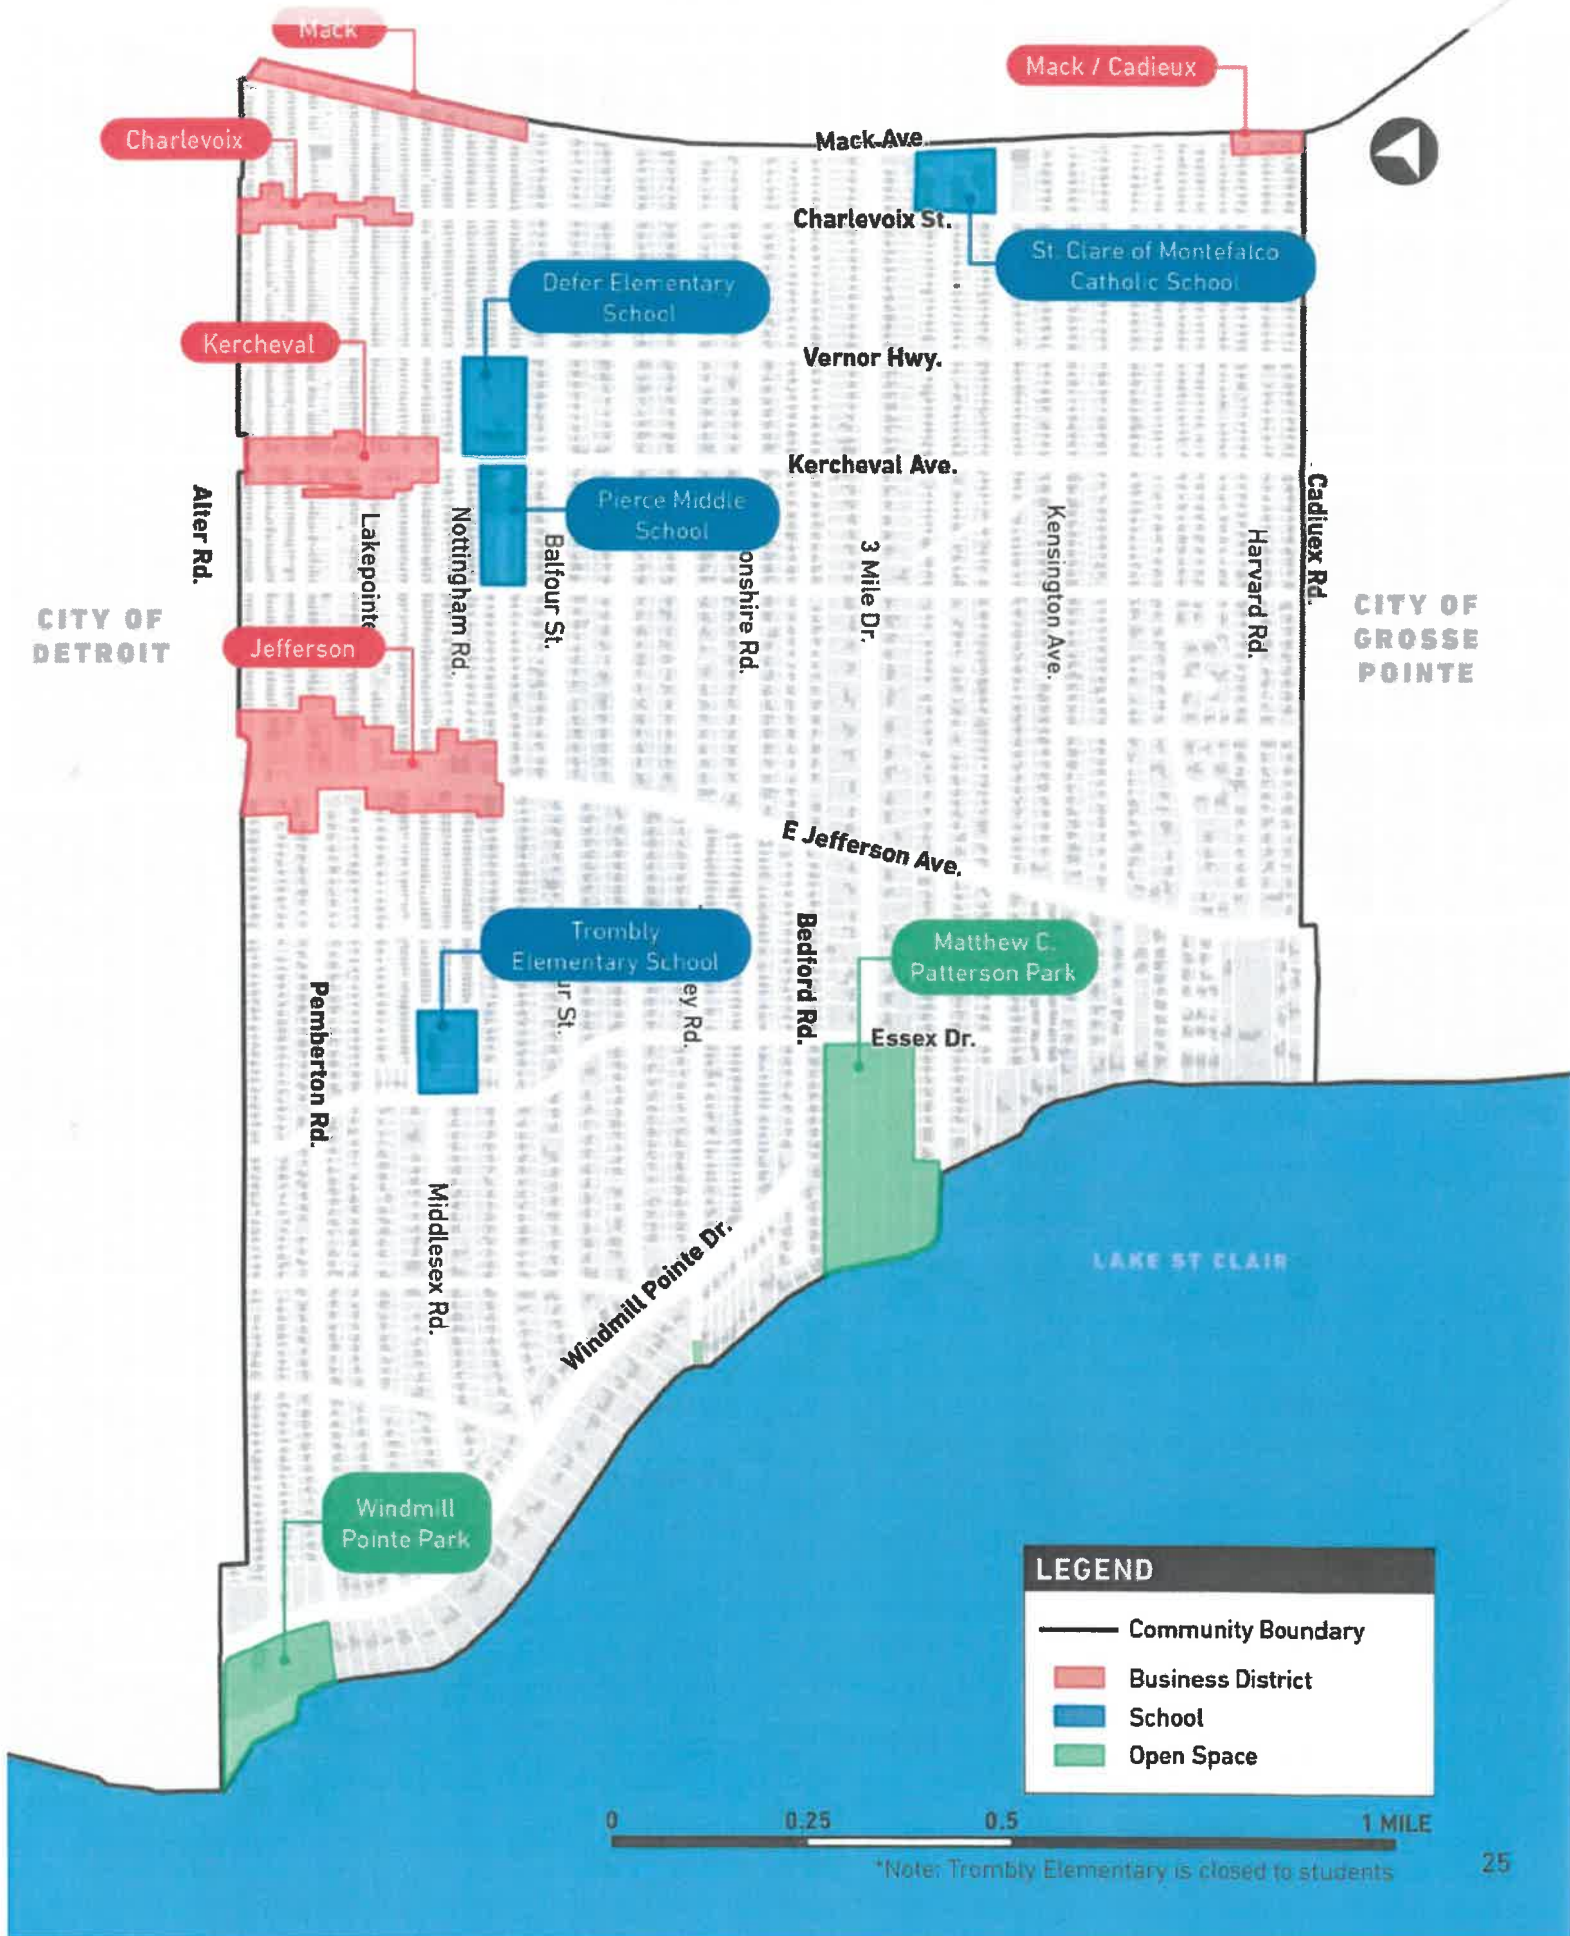 Mack
Mack / Cadieux
Charlevoix
Mack Ave
Charlevoix St.
St. Clare of Montefalco
Catholic School
Defer Elementary
School
Kercheval
Vernor Hwy.
Kercheval Ave.
Alter Rd.
Lakepointe
Nottingham Rd.
Pierce Middle
School
Balfour St.
onshire Rd.
3 Mile Dr.
Kensington Ave.
Harvard Rd.
Cadiuex Rd.
CITY OF
DETROIT
CITY OF
GROSSE
POINTE
Jefferson
E Jefferson Ave.
Trombly
Elementary School
Matthew C.
Patterson Park
Bedford Rd.
Pemberton Rd.
ur St.
ey Rd.
Essex Dr.
Middlesex Rd.
Windmill Pointe Dr.
LAKE ST CLAIR
Windmill
Pointe Park
LEGEND
Community Boundary
Business District
School
Open Space
0 0.25 0.5 1 MILE
*Note: Trombly Elementary is closed to students
25